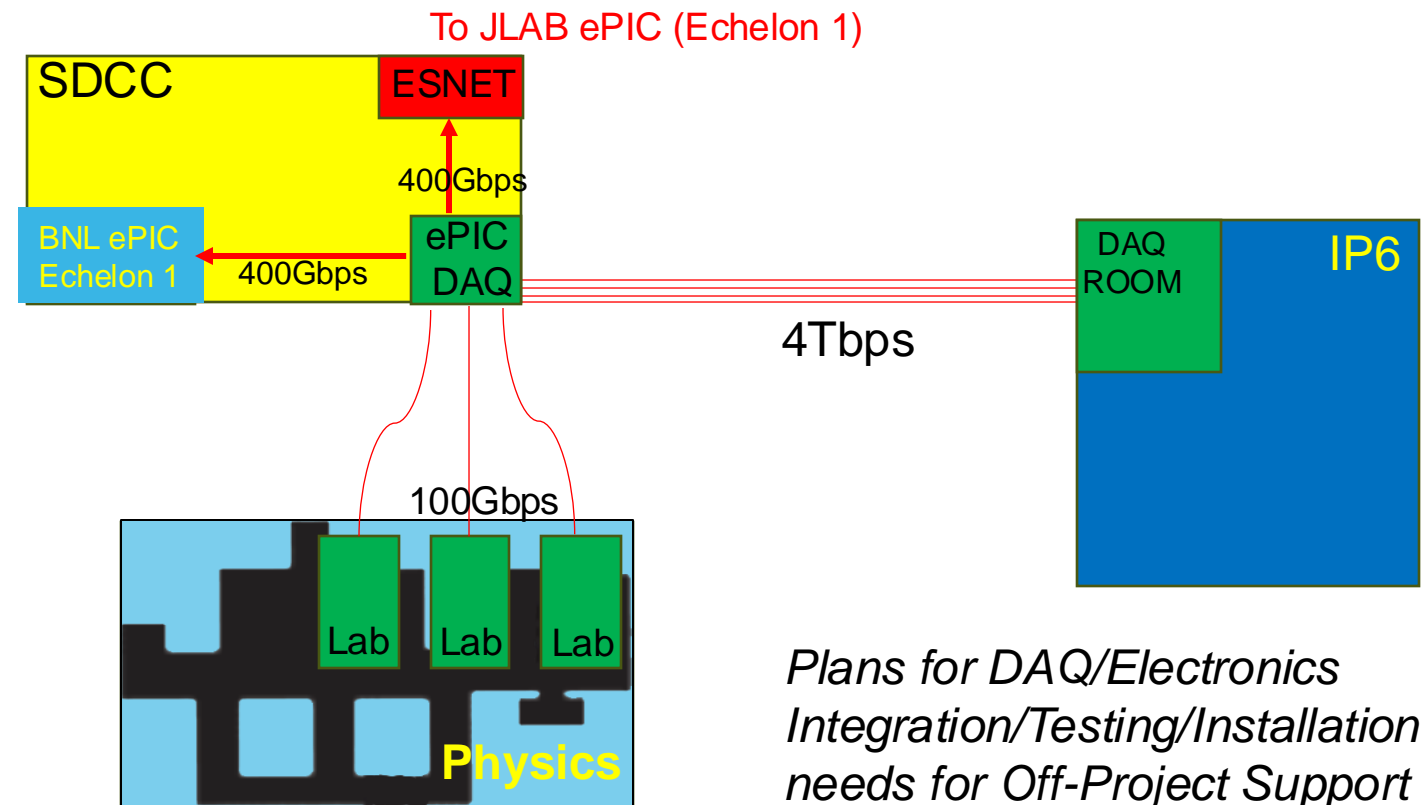 To JLAB ePIC (Echelon 1)
SDCC
ESNET
400Gbps
BNL ePIC
Echelon 1
400Gbps
ePIC
DAQ
DAQ
ROOM
IP6
4Tbps
100Gbps
Lab
Lab
Lab
Physics
Plans for DAQ/Electronics
Integration/Testing/Installation
needs for Off-Project Support